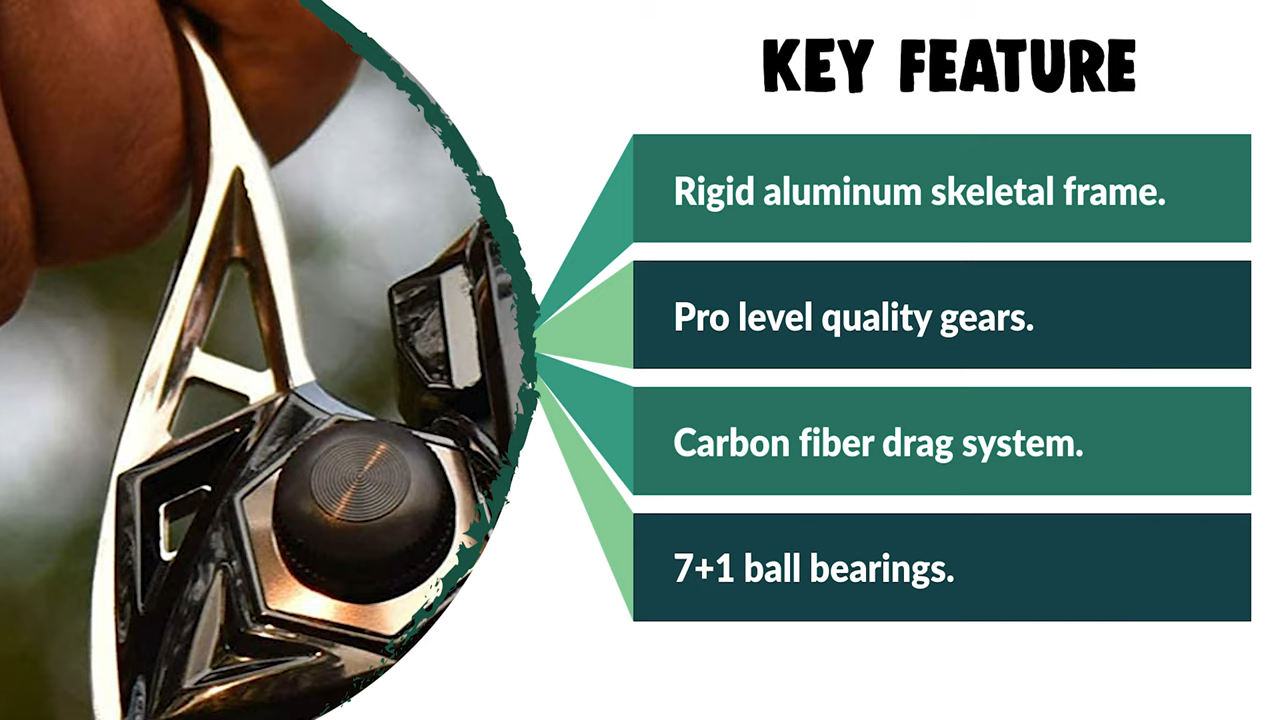 KEY FEATURE
Rigid aluminum skeletal frame.
Pro level quality gears.
Carbon fiber drag system.
7+1 ball bearings.